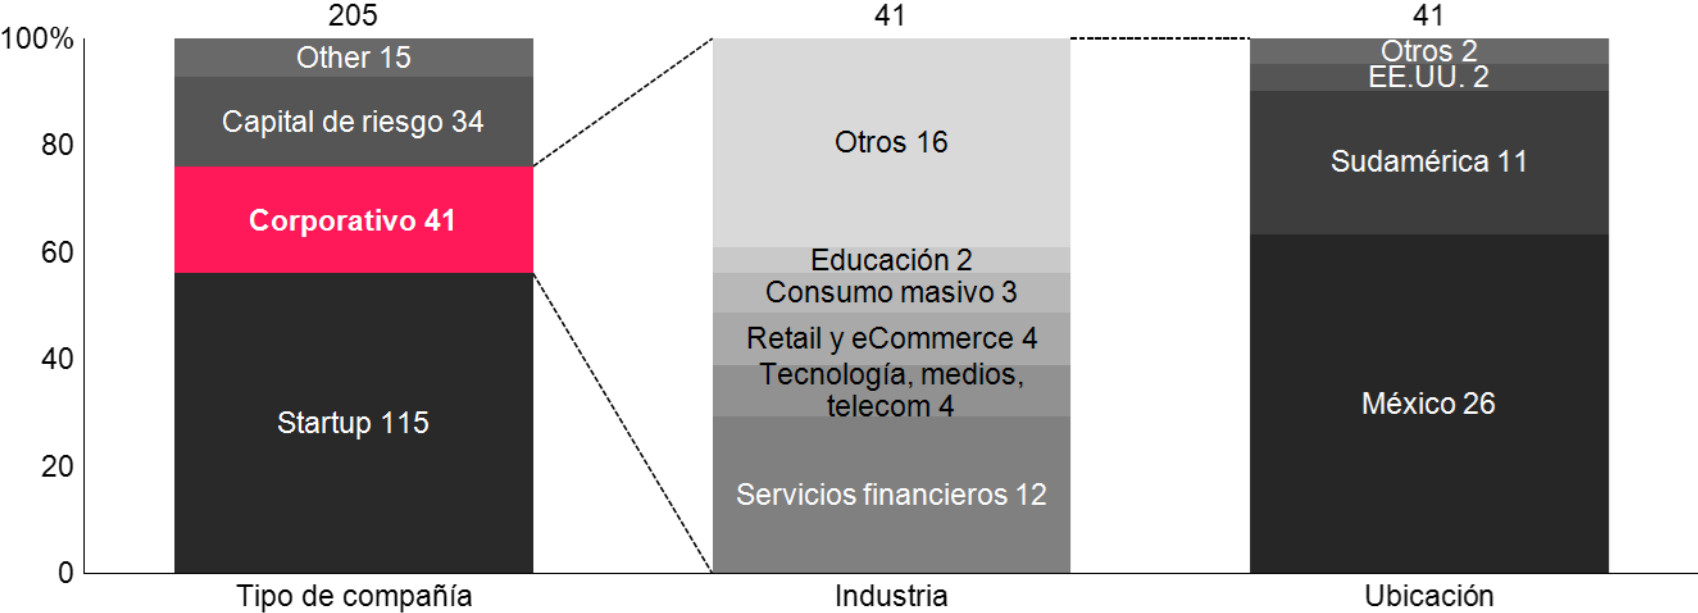 205
41
41
100%
80
60
40
20
0
Other 15
Capital de riesgo 34
Corporativo 41
Startup 115
Otros 16
Educación 2
Consumo masivo 3
Retail y eCommerce 4
Tecnología, medios,
telecom 4
Servicios financieros 12
Otros 2
EE.UU. 2
Sudamérica 11
México 26
Tipo de compañía
Industria
Ubicación